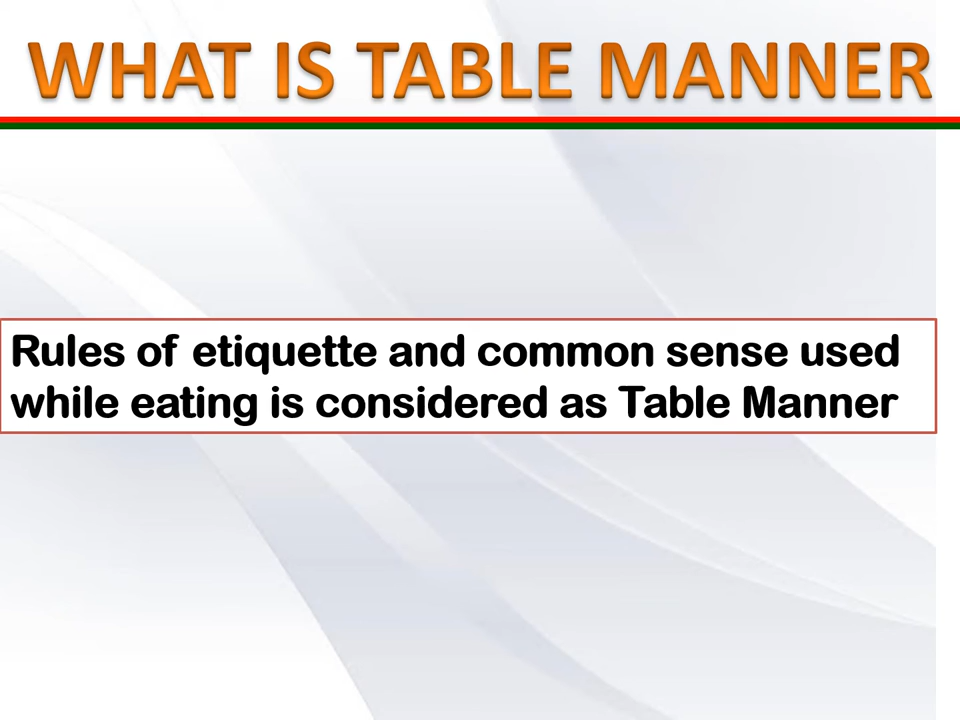 WHAT IS TABLE MANNER
Rules of etiquette and common sense used
while eating is considered as Table Manner